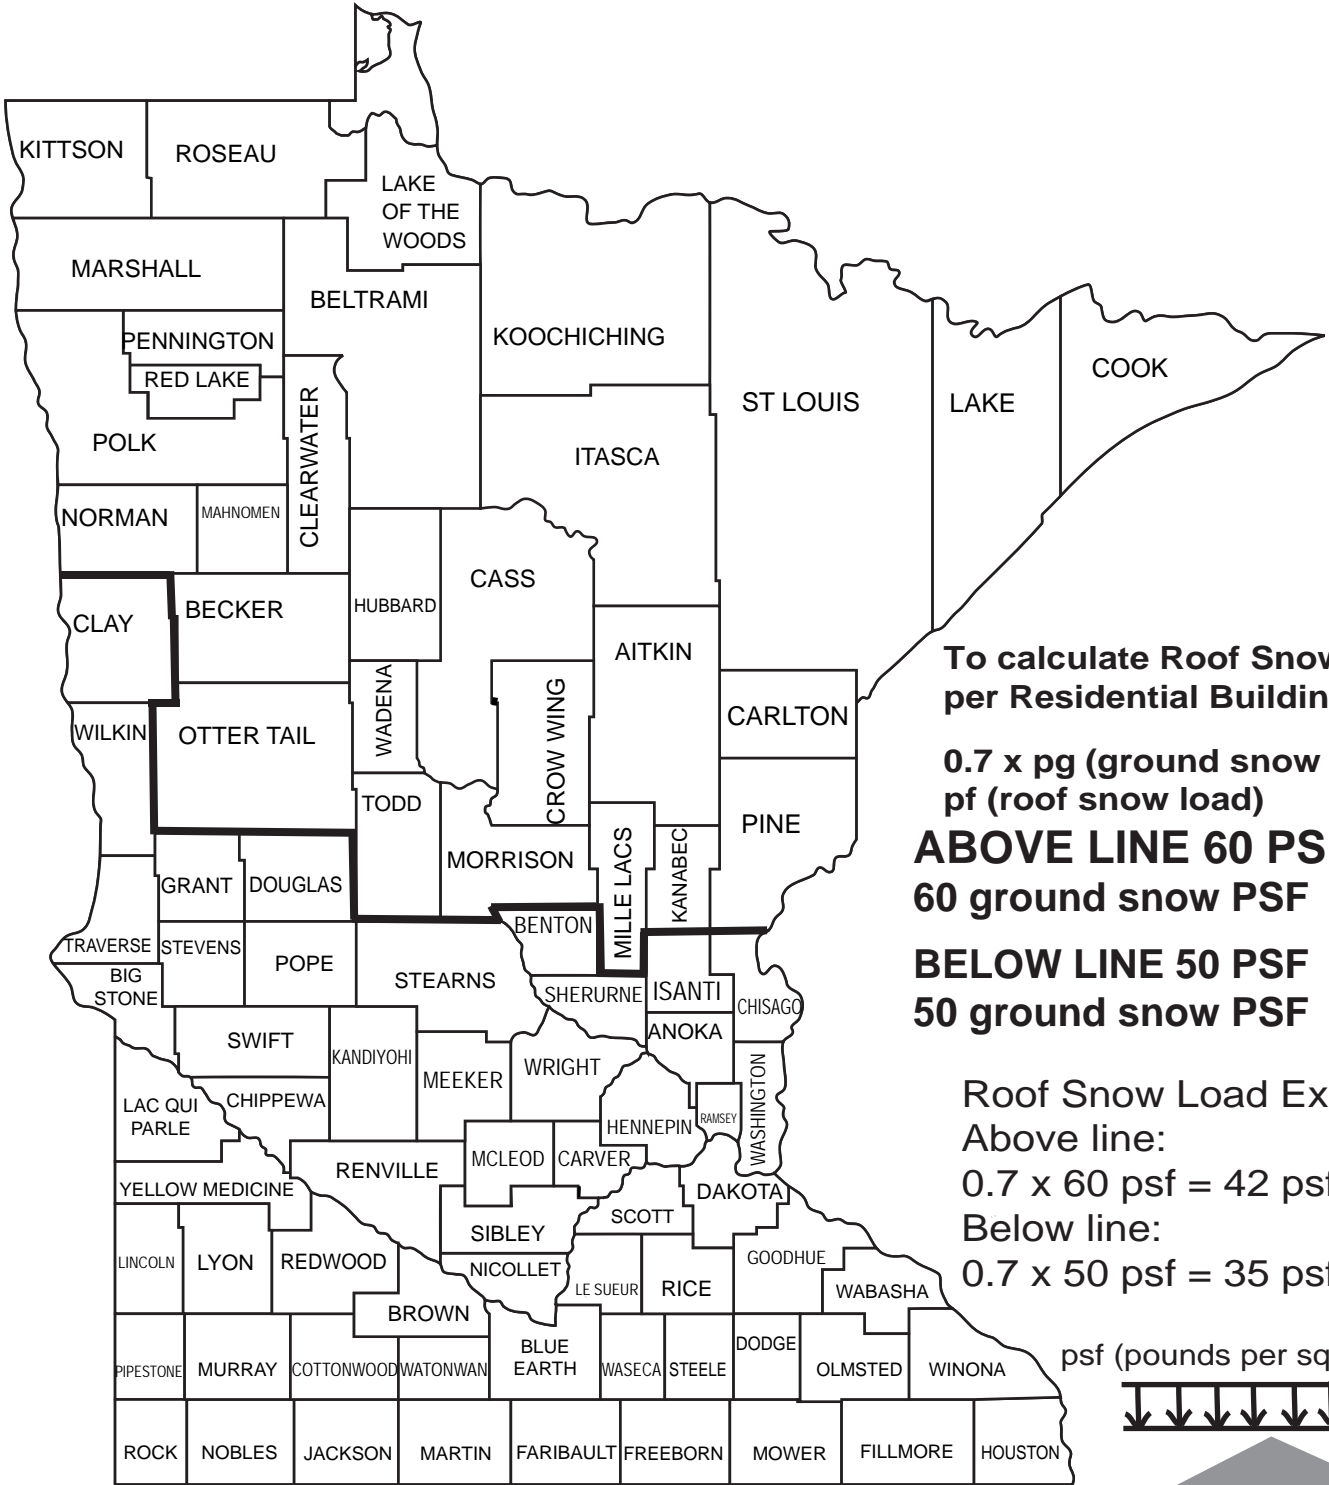 KITTSON
ROSEAU
LAKE
OF THE
WOODS
MARSHALL
BELTRAMI
KOOCHICHING
PENNINGTON
RED LAKE
COOK
ST LOUIS
LAKE
CLEARWATER
POLK
ITASCA
NORMAN
MAHNOMEN
CASS
HUBBARD
BECKER
CLAY
AITKIN
To calculate Roof Snow
per Residential Buildin
WADENA
CROW WING
CARLTON
WILKIN
OTTER TAIL
0.7 x pg (ground snow
pf (roof snow load)
TODD
PINE
ABOVE LINE 60 PS
60 ground snow PSF
MORRISON
MILLE LACS
KANABEC
GRANT
DOUGLAS
BENTON
TRAVERSE
STEVENS
POPE
STEARNS
BELOW LINE 50 PSF
50 ground snow PSF
BIG
STONE
SHERURNE
ISANTI
CHISAGO
SWIFT
KANDIYOHI
ANOKA
MEEKER
WRIGHT
WASHINGTON
LAC QUI
PARLE
CHIPPEWA
HENNEPIN
RAMSEY
Roof Snow Load Ex
Above line:
0.7 x 60 psf = 42 psf
Below line:
0.7 x 50 psf = 35 psf
RENVILLE
MCLEOD
CARVER
YELLOW MEDICINE
DAKOTA
SCOTT
SIBLEY
LINCOLN
LYON
REDWOOD
NICOLLET
LE SUEUR
RICE
GOODHUE
WABASHA
BROWN
BLUE
EARTH
DODGE
PIPESTONE
MURRAY
COTTONWOOD
WATONWAN
WASECA
STEELE
OLMSTED
WINONA
psf (pounds per sq
ROCK
NOBLES
JACKSON
MARTIN
FARIBAULT
FREEBORN
MOWER
FILLMORE
HOUSTON